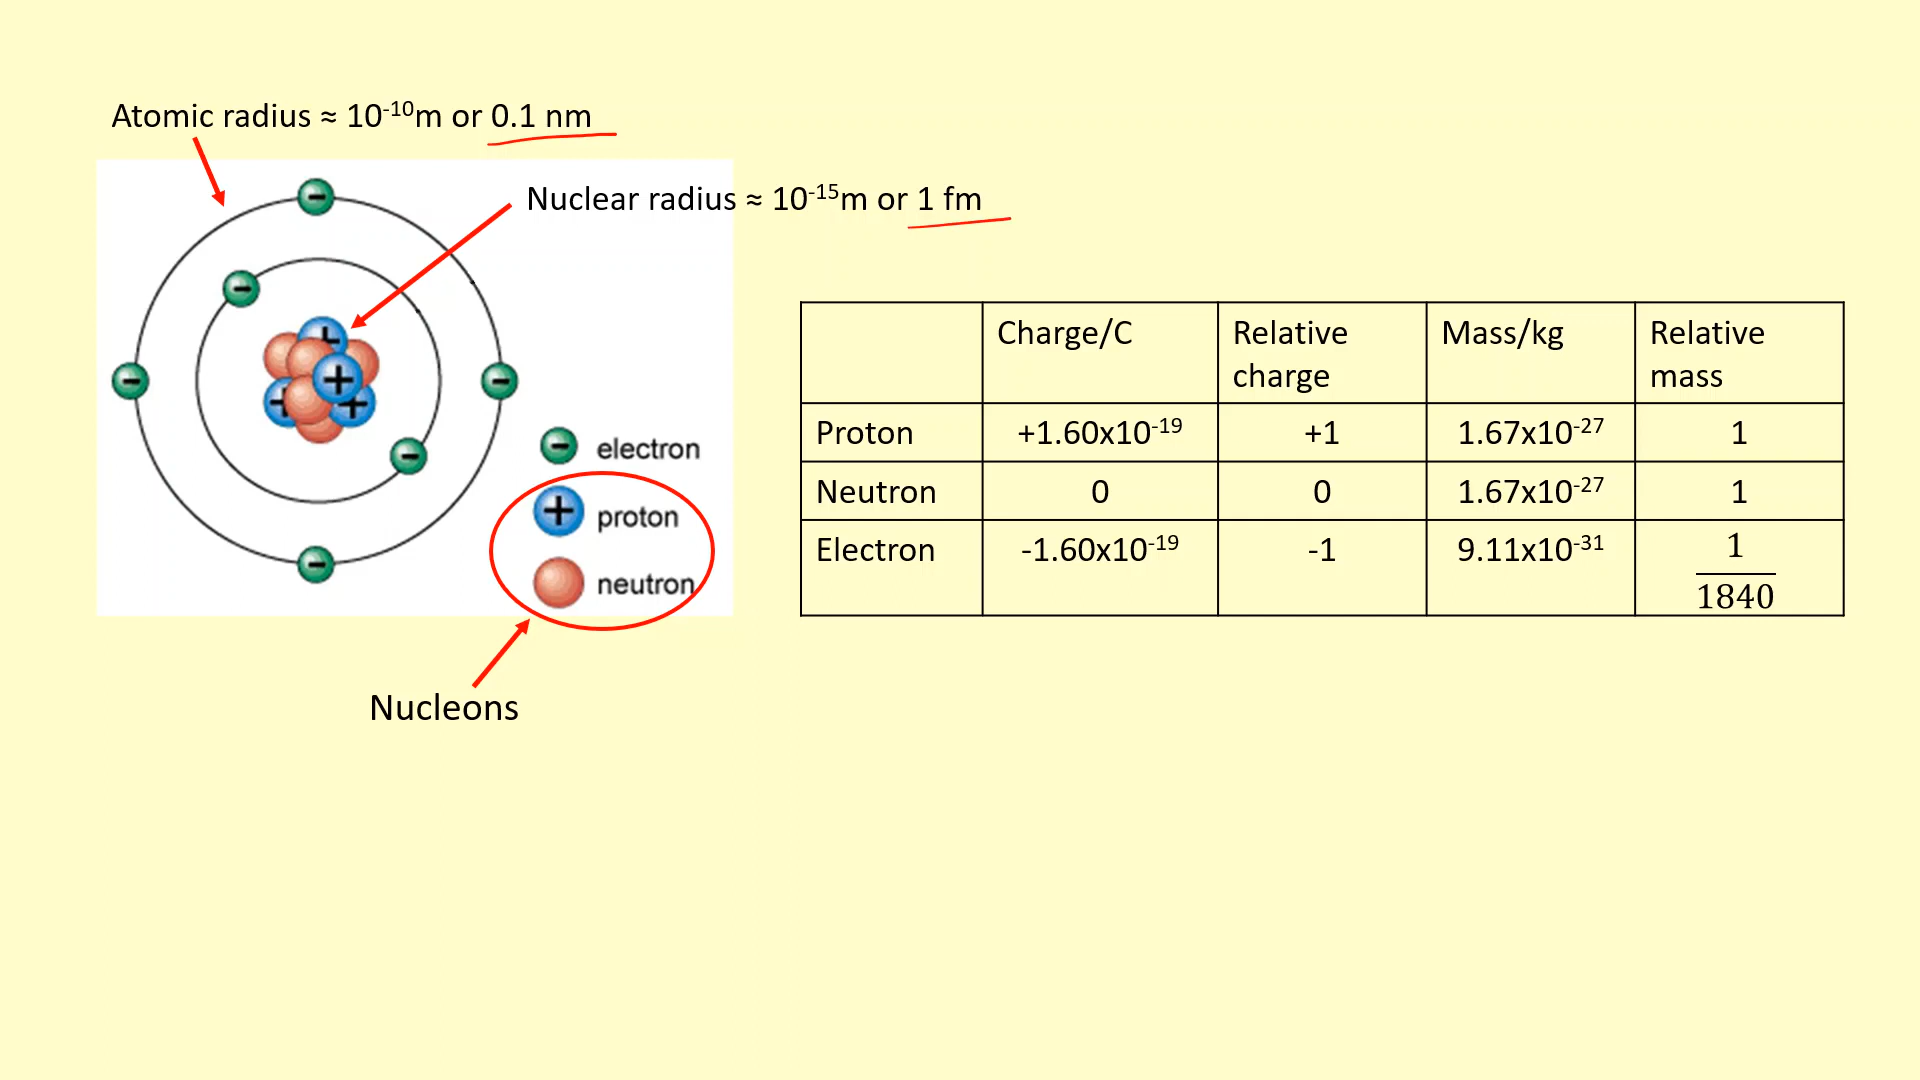 Atomic radius ≈ 10⁻¹⁰m or 0.1 nm
Nuclear radius ≈ 10⁻¹⁵m or 1 fm
electron
proton
neutron
Nucleons
Charge/C Relative charge Mass/kg Relative mass
Proton +1.60x10⁻¹⁹ +1 1.67x10⁻²⁷ 1
Neutron 0 0 1.67x10⁻²⁷ 1
Electron -1.60x10⁻¹⁹ -1 9.11x10⁻³¹ 1/1840